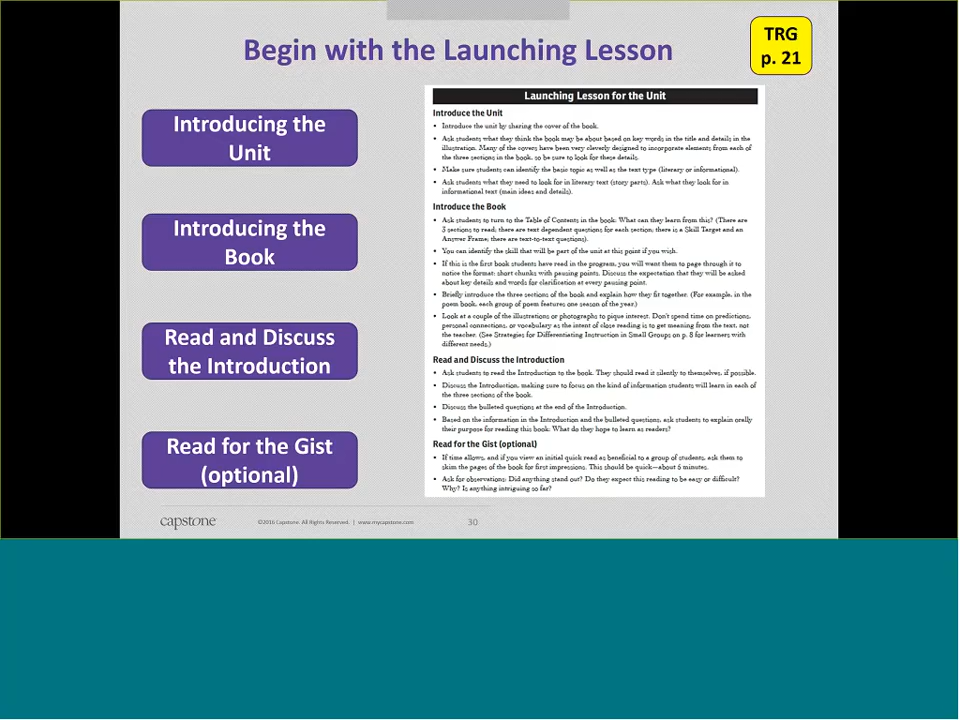 Begin with the Launching Lesson
TRG
p. 21
Introducing the
Unit
Introducing the
Book
Read and Discuss
the Introduction
Read for the Gist
(optional)
Launching Lesson for the Unit
Introduce the Unit
• Introduce the unit by sharing the cover of the book.
• Ask students what they think the book may be about based on key words in the title and details in the
illustration. Many of the covers have been very cleverly designed to incorporate elements from each of
the three sections in the book, so be sure to look for these details.
• Make sure students can identify the basic topic as well as the text type (literary or informational).
• Ask students what they need to look for in literary text (story parts). Ask what they look for in
informational text (main ideas and details).
Introduce the Book
• Ask students to turn to the Table of Contents in the book: What can they learn from this? (There are
3 sections to read; there are text dependent questions for each section; there is a Skill Target and an
Answer Frame; there are text-to-text questions).
• You can identify the skill that will be part of the unit at this point if you wish.
• If this is the first book students have read in the program, you will want them to page through it to
notice the format: short chunks with pausing points. Discuss the expectation that they will be asked
about key details and words for clarification at every pausing point.
• Briefly introduce the three sections of the book and explain how they fit together. (For example, in the
poem book, each group of poem features one season of the year.)
• Look at a couple of the illustrations or photographs to pique interest. Don't spend time on predictions,
personal connections, or vocabulary as the intent of close reading is to get meaning from the text, not
the teacher. (See Strategies for Differentiating Instruction in Small Groups on p. 8 for learners with
different needs.)
Read and Discuss the Introduction
• Ask students to read the Introduction to the book. They should read it silently to themselves, if possible.
• Discuss the Introduction, making sure to focus on the kind of information students will learn in each of
the three sections of the book.
• Discuss the bulleted questions at the end of the Introduction.
• Based on the information in the Introduction and the bulleted questions, ask students to explain orally
their purpose for reading this book: What do they hope to learn as readers?
Read for the Gist (optional)
• If time allows, and if you view an initial quick read as beneficial to a group of students, ask them to
skim the pages of the book for first impressions. This should be quick—about 5 minutes.
• Ask for observations: Did anything stand out? Do they expect this reading to be easy or difficult?
Why? Is anything intriguing so far?
capstone
©2016 Capstone. All Rights Reserved. | www.mycapstone.com
30